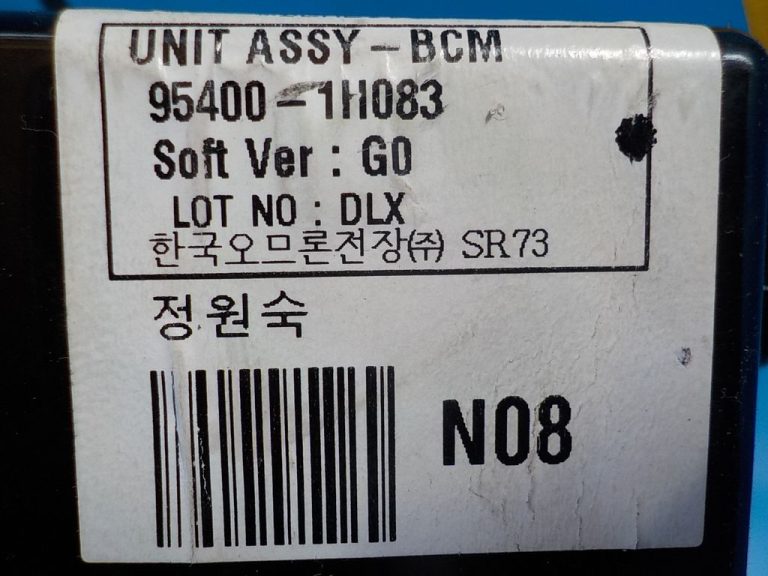 UNIT ASSY-BCM
95400-1H083
Soft Ver : G0
LOT NO : DLX
한국오므론전장㈜ SR73
정원숙
N08